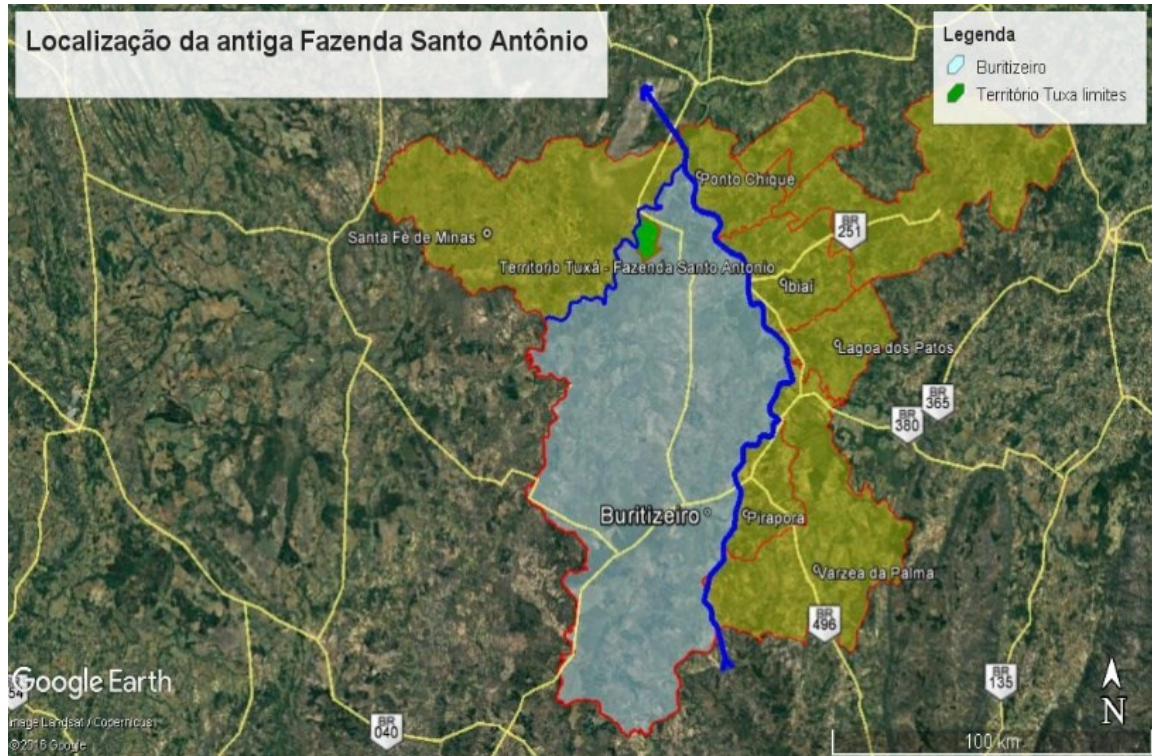 Localização da antiga Fazenda Santo Antônio
Legenda
Buritizeiro
Território Tuxa limites
Ponto Chique
BR
251
Santa Fé de Minas
Territorio Tuxá - Fazenda Santo Antonio
Ibiaí
Lagoa dos Patos
BR
365
BR
380
Buritizeiro
Pirapora
Varzea da Palma
BR
496
BR
135
Google Earth
54
Image Landsat / Copernicus
BR
040
©2018 Google
N
100 km